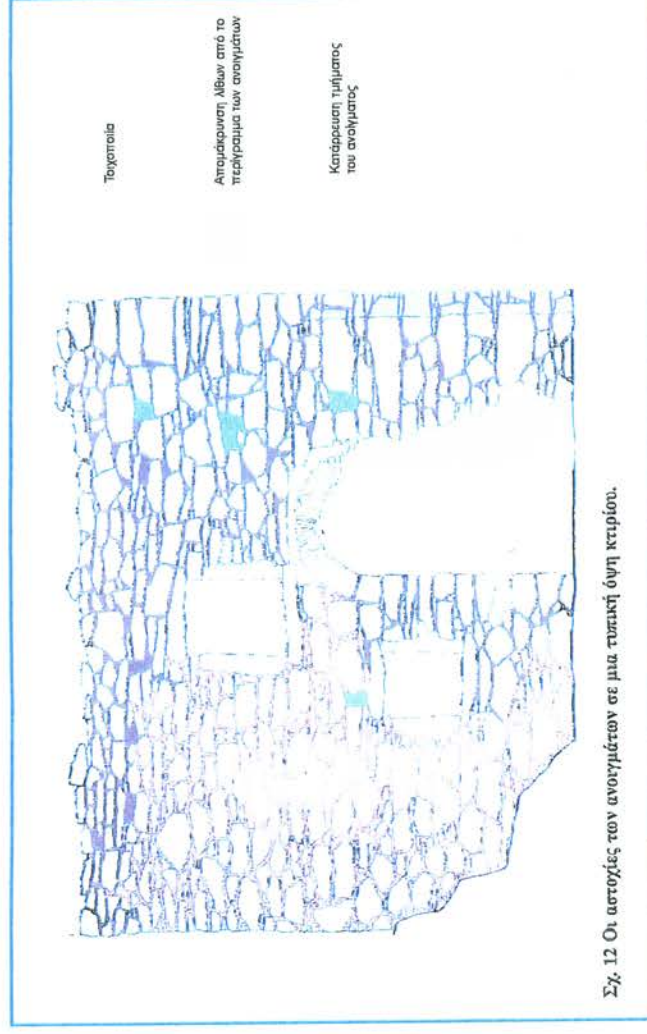 Τοιχοποιία
Απομάκρυνση λίθων από το
περίγραμμα των ανοιγμάτων
Κατάρρευση τμήματος
του ανοίγματος
Σχ. 12 Οι αστοχίες των ανοιγμάτων σε μια τυπική όψη κτιρίου.